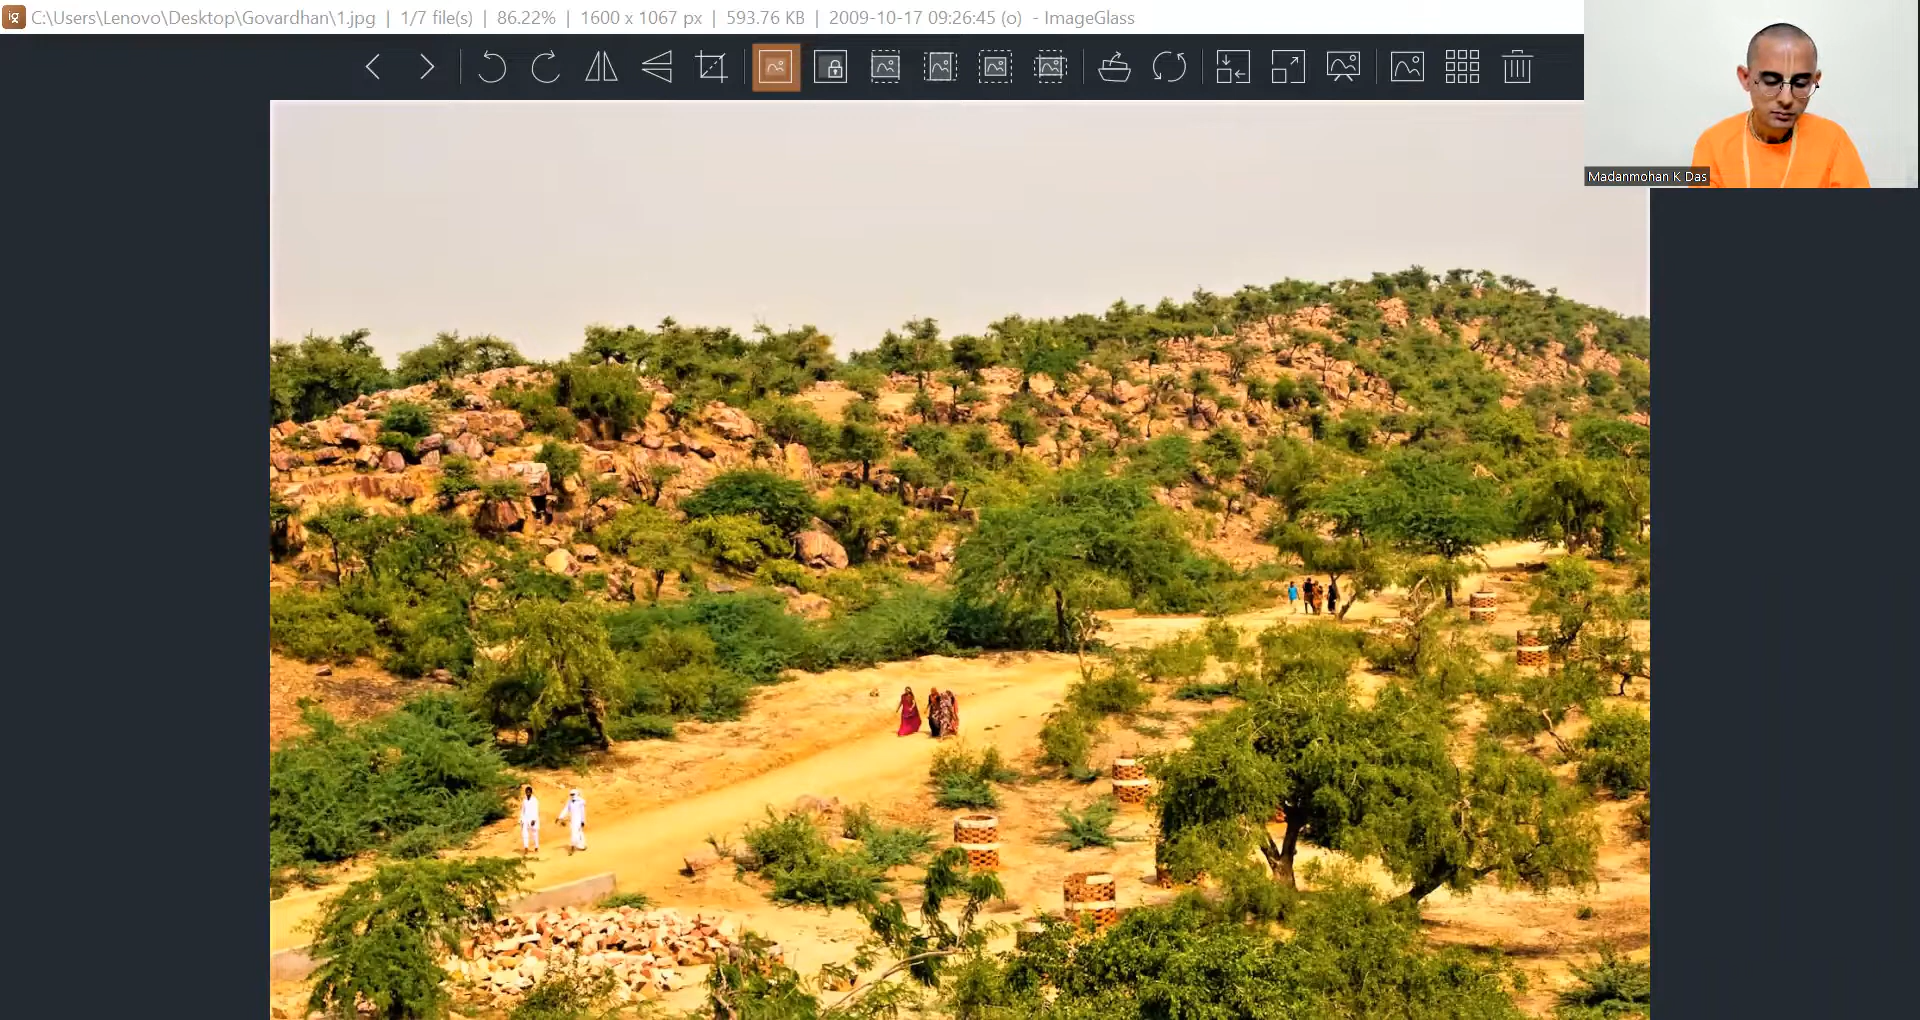 C:\Users\Lenovo\Desktop\Govardhan\1.jpg | 1/7 file(s) | 86.22% | 1600 x 1067 px | 593.76 KB | 2009-10-17 09:26:45 (o) - ImageGlass
Madanmohan K Das